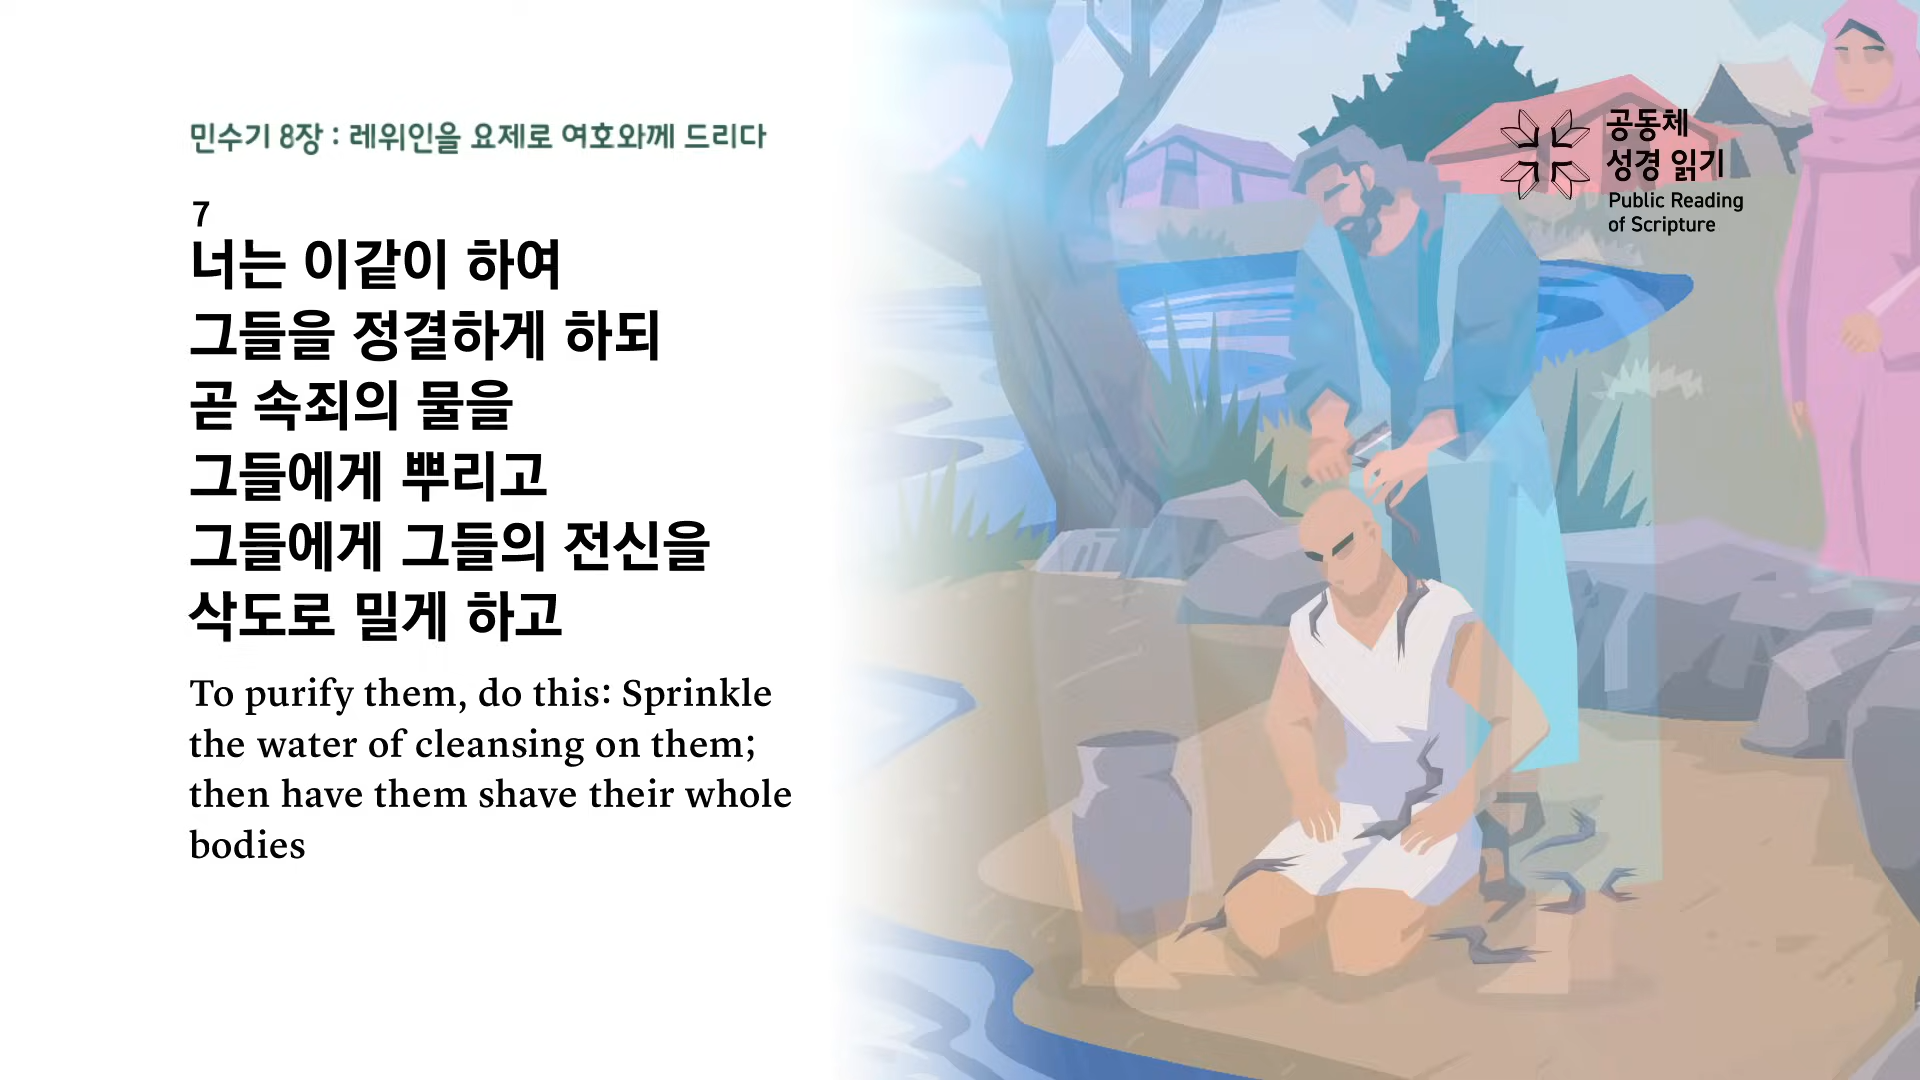 민수기 8장 : 레위인을 요제로 여호와께 드리다
7
너는 이같이 하여
그들을 정결하게 하되
곧 속죄의 물을
그들에게 뿌리고
그들에게 그들의 전신을
삭도로 밀게 하고
To purify them, do this: Sprinkle
the water of cleansing on them;
then have them shave their whole
bodies
공동체
성경 읽기
Public Reading
of Scripture